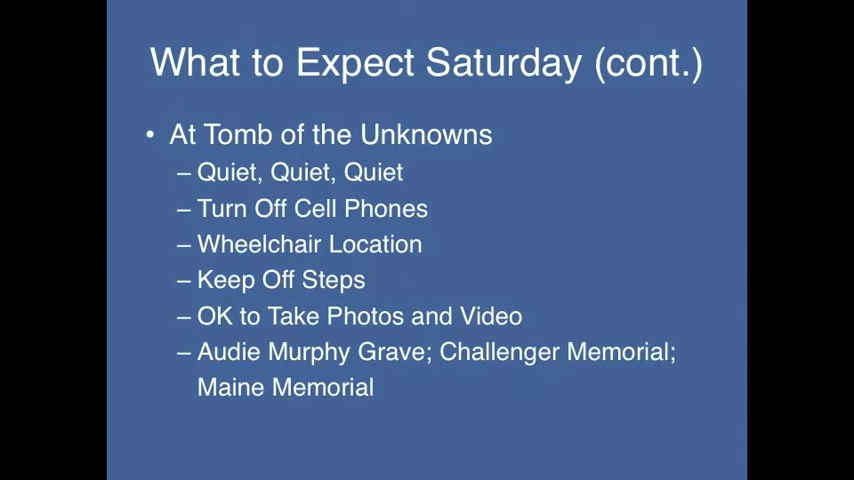 What to Expect Saturday (cont.)
• At Tomb of the Unknowns
– Quiet, Quiet, Quiet
– Turn Off Cell Phones
– Wheelchair Location
– Keep Off Steps
– OK to Take Photos and Video
– Audie Murphy Grave; Challenger Memorial;
Maine Memorial